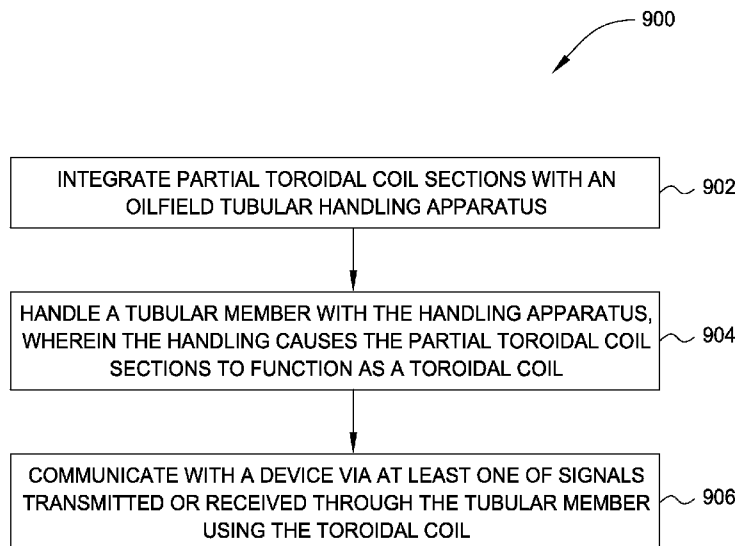 900
INTEGRATE PARTIAL TOROIDAL COIL SECTIONS WITH AN
OILFIELD TUBULAR HANDLING APPARATUS
902
HANDLE A TUBULAR MEMBER WITH THE HANDLING APPARATUS,
WHEREIN THE HANDLING CAUSES THE PARTIAL TOROIDAL COIL
SECTIONS TO FUNCTION AS A TOROIDAL COIL
904
COMMUNICATE WITH A DEVICE VIA AT LEAST ONE OF SIGNALS
TRANSMITTED OR RECEIVED THROUGH THE TUBULAR MEMBER
USING THE TOROIDAL COIL
906